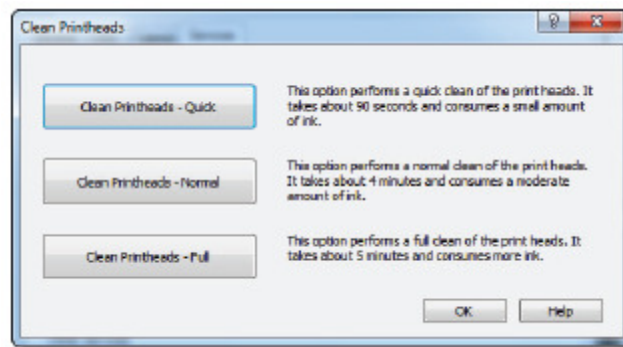 Clean Printheads
Clean Printheads - Quick
This option performs a quick clean of the print heads. It
takes about 90 seconds and consumes a small amount
of ink.
Clean Printheads - Normal
This option performs a normal clean of the print heads.
It takes about 4 minutes and consumes a moderate
amount of ink.
Clean Printheads - Full
This option performs a full clean of the print heads. It
takes about 5 minutes and consumes more ink.
OK
Help